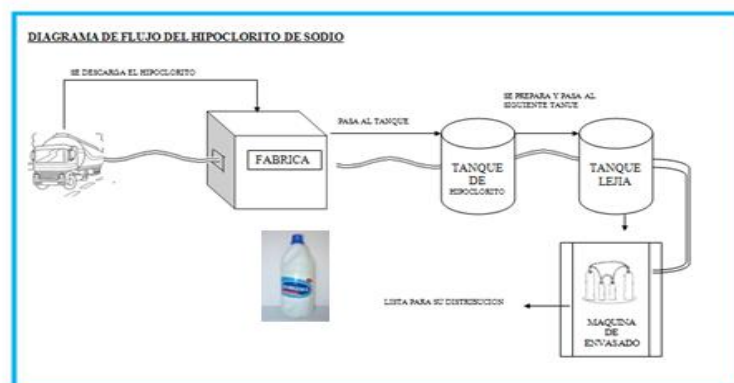 DIAGRAMA DE FLUJO DEL HIPOCLORITO DE SODIO
SE DESCARGA EL HIPOCLORITO
FABRICA
PASA AL TANQUE
SE PREPARA Y PASA AL
SIGUIENTE TANUE
TANQUE
DE
HIPOCLORITO
TANQUE
LEJIA
MAQUINA
DE
ENVASADO
LISTA PARA SU DISTRIBUCION